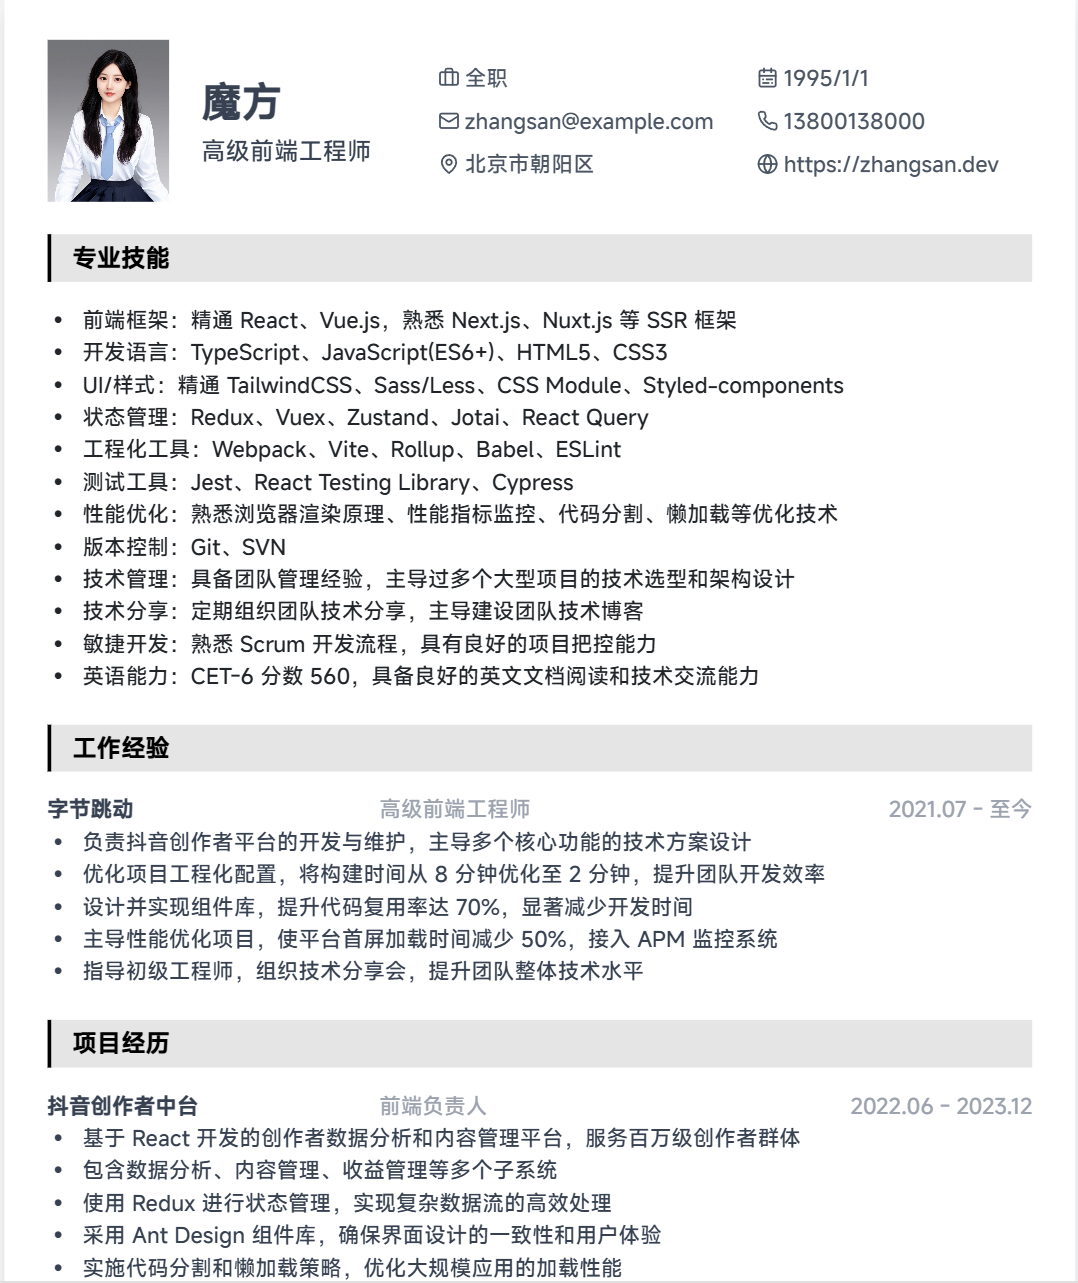 魔方
高级前端工程师
全职
1995/1/1
zhangsan@example.com
13800138000
北京市朝阳区
https://zhangsan.dev
专业技能
• 前端框架：精通 React、Vue.js，熟悉 Next.js、Nuxt.js 等 SSR 框架
• 开发语言：TypeScript、JavaScript(ES6+)、HTML5、CSS3
• UI/样式：精通 TailwindCSS、Sass/Less、CSS Module、Styled-components
• 状态管理：Redux、Vuex、Zustand、Jotai、React Query
• 工程化工具：Webpack、Vite、Rollup、Babel、ESLint
• 测试工具：Jest、React Testing Library、Cypress
• 性能优化：熟悉浏览器渲染原理、性能指标监控、代码分割、懒加载等优化技术
• 版本控制：Git、SVN
• 技术管理：具备团队管理经验，主导过多个大型项目的技术选型和架构设计
• 技术分享：定期组织团队技术分享，主导建设团队技术博客
• 敏捷开发：熟悉 Scrum 开发流程，具有良好的项目把控能力
• 英语能力：CET-6 分数 560，具备良好的英文文档阅读和技术交流能力
工作经验
字节跳动 高级前端工程师 2021.07 - 至今
• 负责抖音创作者平台的开发与维护，主导多个核心功能的技术方案设计
• 优化项目工程化配置，将构建时间从 8 分钟优化至 2 分钟，提升团队开发效率
• 设计并实现组件库，提升代码复用率达 70%，显著减少开发时间
• 主导性能优化项目，使平台首屏加载时间减少 50%，接入 APM 监控系统
• 指导初级工程师，组织技术分享会，提升团队整体技术水平
项目经历
抖音创作者中台 前端负责人 2022.06 - 2023.12
• 基于 React 开发的创作者数据分析和内容管理平台，服务百万级创作者群体
• 包含数据分析、内容管理、收益管理等多个子系统
• 使用 Redux 进行状态管理，实现复杂数据流的高效处理
• 采用 Ant Design 组件库，确保界面设计的一致性和用户体验
• 实施代码分割和懒加载策略，优化大规模应用的加载性能